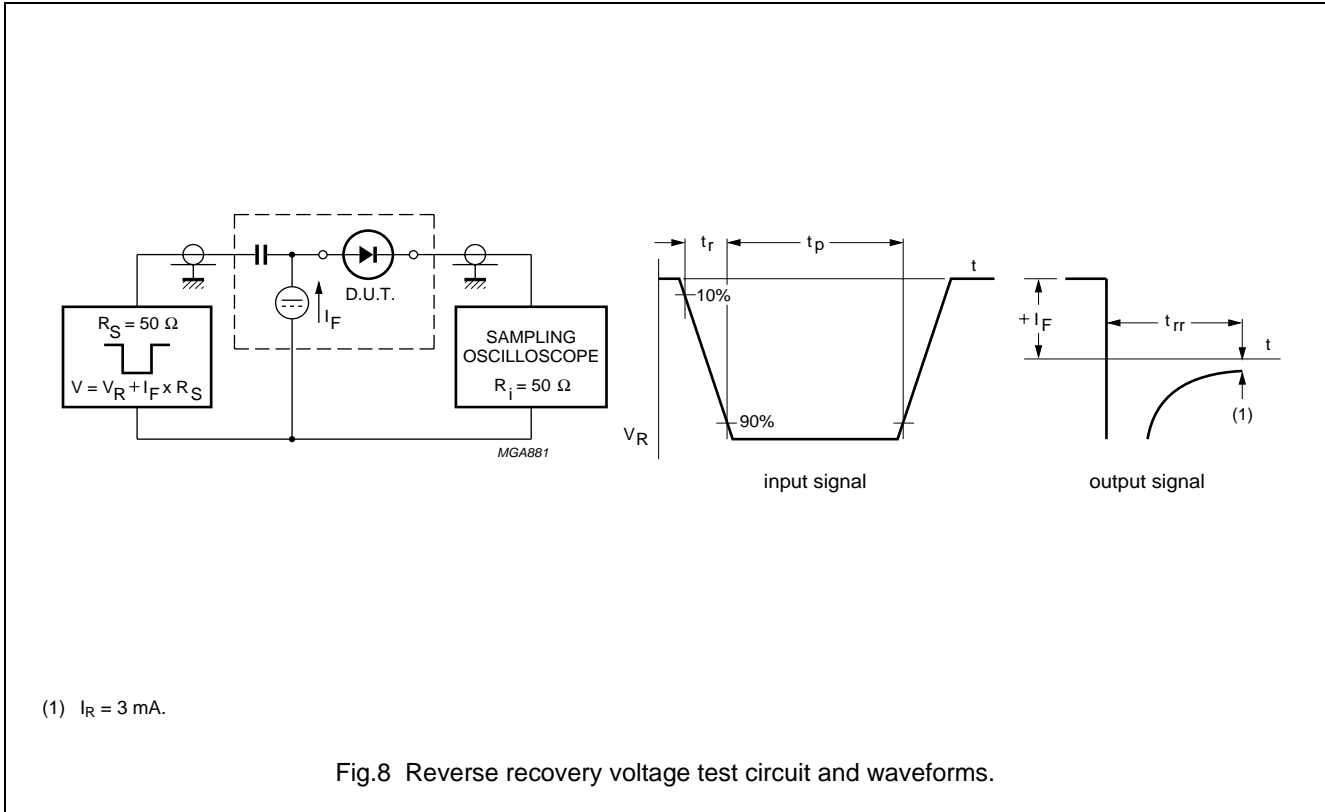 R_S = 50 Ω
V = V_R + I_F x R_S
I_F
D.U.T.
SAMPLING
OSCILLOSCOPE
R_i = 50 Ω
MGA881
t_r
t_p
t
10%
90%
V_R
input signal
+ I_F
t_rr
t
(1)
output signal
(1) I_R = 3 mA.
Fig.8 Reverse recovery voltage test circuit and waveforms.